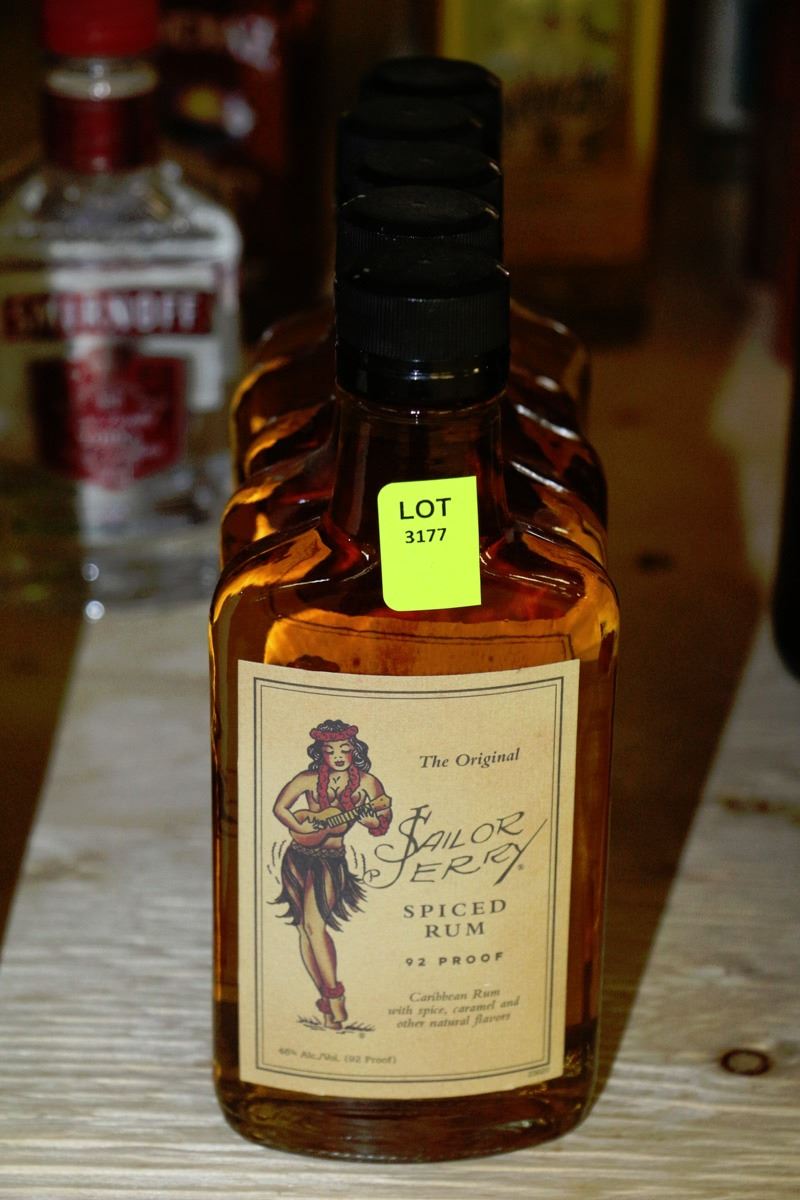 SMIRNOFF
LOT
3177
The Original
SAILOR
JERRY®
SPICED
RUM
92 PROOF
Caribbean Rum
with spice, caramel and
other natural flavors
46% Alc./Vol. (92 Proof)